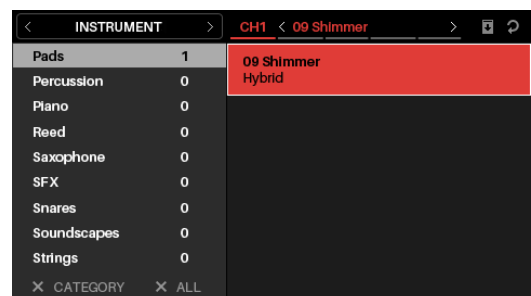 < INSTRUMENT >
CH1 < 09 Shimmer >
Pads 1
Percussion 0
Piano 0
Reed 0
Saxophone 0
SFX 0
Snares 0
Soundscapes 0
Strings 0
× CATEGORY × ALL
09 Shimmer
Hybrid